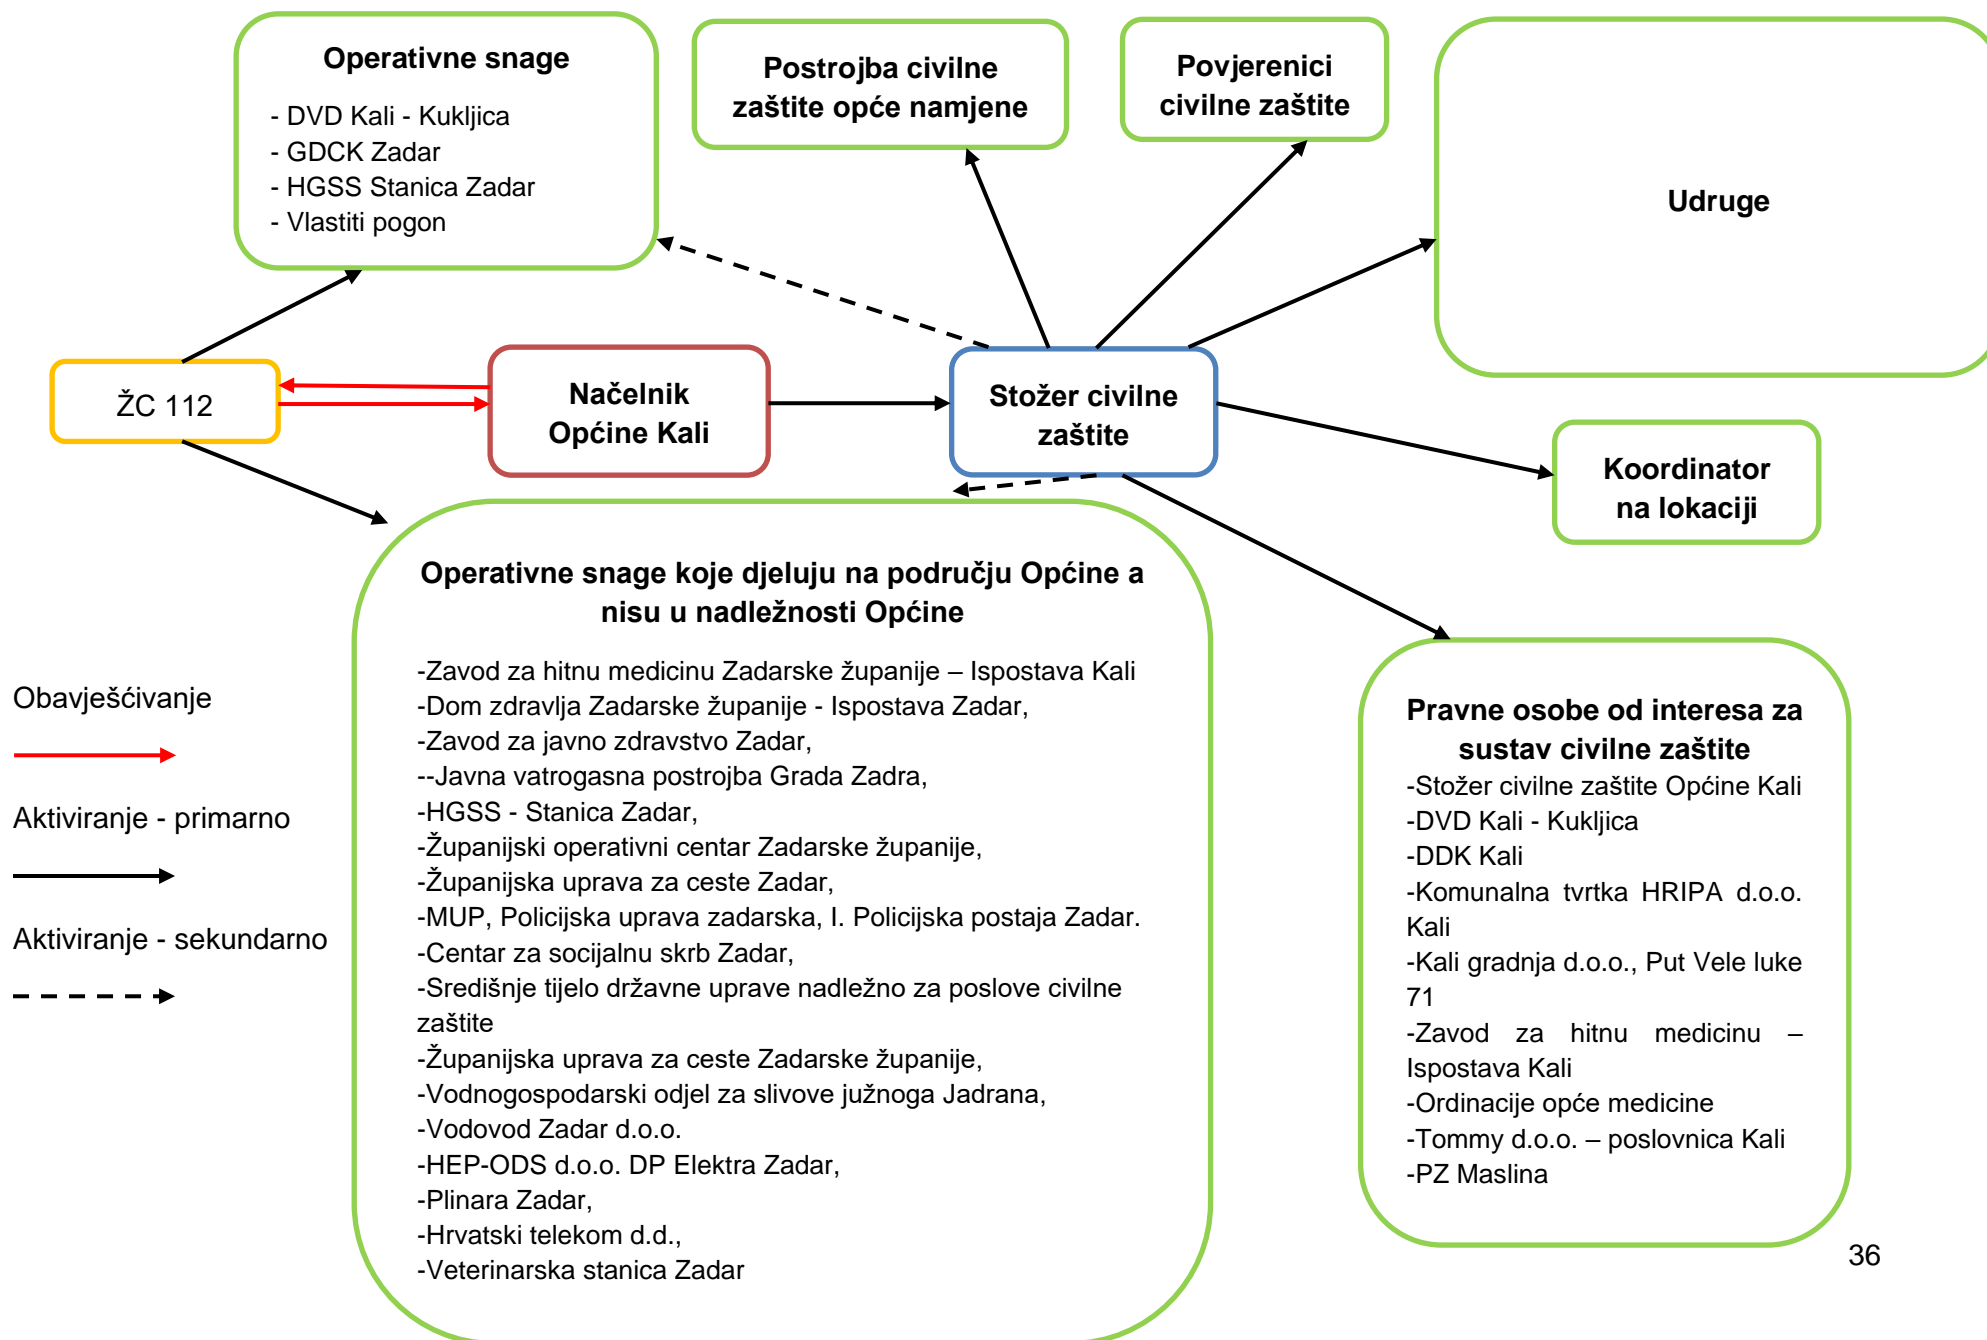 Operativne snage
- DVD Kali - Kukljica
- GDCK Zadar
- HGSS Stanica Zadar
- Vlastiti pogon
Postrojba civilne
zaštite opće namjene
Povjerenici
civilne zaštite
Udruge
ŽC 112
Načelnik
Općine Kali
Stožer civilne
zaštite
Koordinator
na lokaciji
Operativne snage koje djeluju na području Općine a
nisu u nadležnosti Općine
-Zavod za hitnu medicinu Zadarske županije – Ispostava Kali
-Dom zdravlja Zadarske županije - Ispostava Zadar,
-Zavod za javno zdravstvo Zadar,
--Javna vatrogasna postrojba Grada Zadra,
-HGSS - Stanica Zadar,
-Županijski operativni centar Zadarske županije,
-Županijska uprava za ceste Zadar,
-MUP, Policijska uprava zadarska, I. Policijska postaja Zadar.
-Centar za socijalnu skrb Zadar,
-Središnje tijelo državne uprave nadležno za poslove civilne
zaštite
-Županijska uprava za ceste Zadarske županije,
-Vodnogospodarski odjel za slivove južnoga Jadrana,
-Vodovod Zadar d.o.o.
-HEP-ODS d.o.o. DP Elektra Zadar,
-Plinara Zadar,
-Hrvatski telekom d.d.,
-Veterinarska stanica Zadar
Obavješćivanje
Aktiviranje - primarno
Aktiviranje - sekundarno
Pravne osobe od interesa za
sustav civilne zaštite
-Stožer civilne zaštite Općine Kali
-DVD Kali - Kukljica
-DDK Kali
-Komunalna tvrtka HRIPA d.o.o.
Kali
-Kali gradnja d.o.o., Put Vele luke
71
-Zavod za hitnu medicinu –
Ispostava Kali
-Ordinacije opće medicine
-Tommy d.o.o. – poslovnica Kali
-PZ Maslina
36